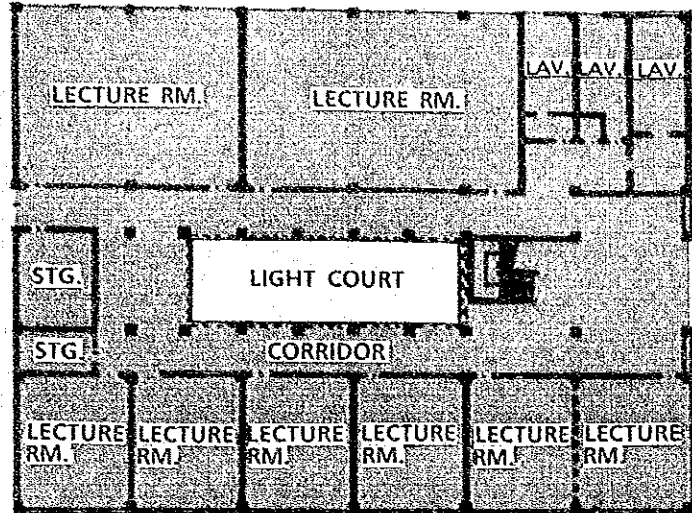 LAV. LAV. LAV.
LECTURE RM. LECTURE RM.
STG. LIGHT COURT
STG. CORRIDOR
LECTURE LECTURE LECTURE LECTURE LECTURE LECTURE
RM. RM. RM. RM. RM. RM.